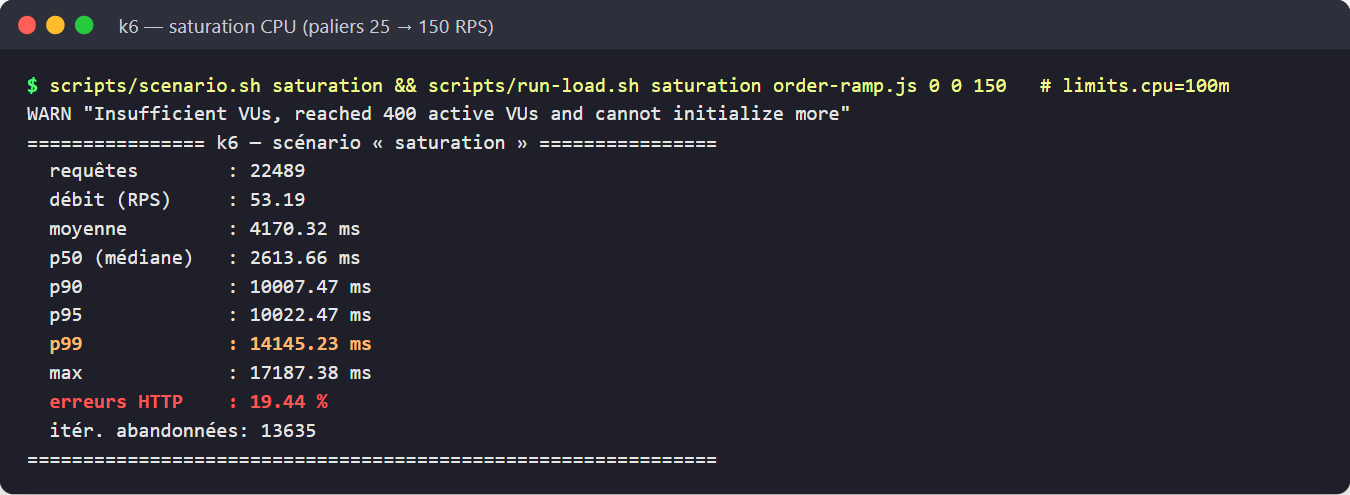 k6 — saturation CPU (paliers 25 → 150 RPS)
$ scripts/scenario.sh saturation && scripts/run-load.sh saturation order-ramp.js 0 0 150   # limits.cpu=100m
WARN "Insufficient VUs, reached 400 active VUs and cannot initialize more"
================ k6 — scénario « saturation » ================
requêtes        : 22489
débit (RPS)     : 53.19
moyenne         : 4170.32 ms
p50 (médiane)   : 2613.66 ms
p90             : 10007.47 ms
p95             : 10022.47 ms
p99             : 14145.23 ms
max             : 17187.38 ms
erreurs HTTP    : 19.44 %
itér. abandonnées: 13635
==============================================================